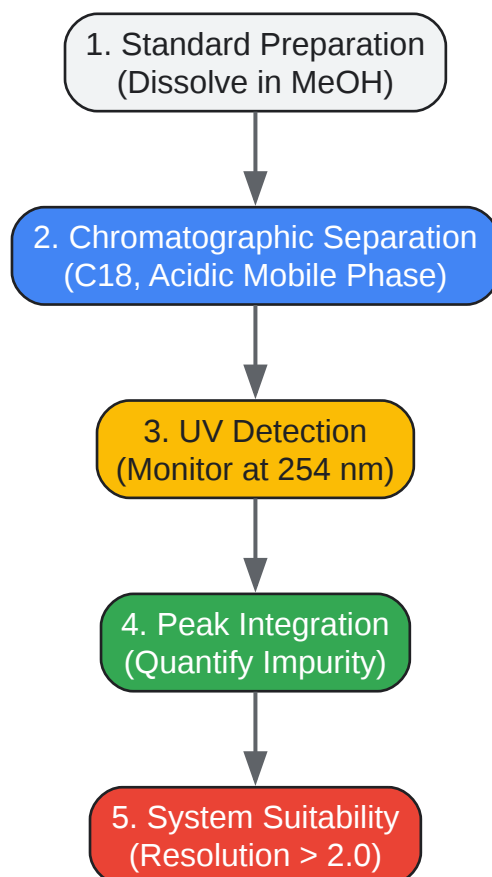 1. Standard Preparation
(Dissolve in MeOH)
2. Chromatographic Separation
(C18, Acidic Mobile Phase)
3. UV Detection
(Monitor at 254 nm)
4. Peak Integration
(Quantify Impurity)
5. System Suitability
(Resolution > 2.0)